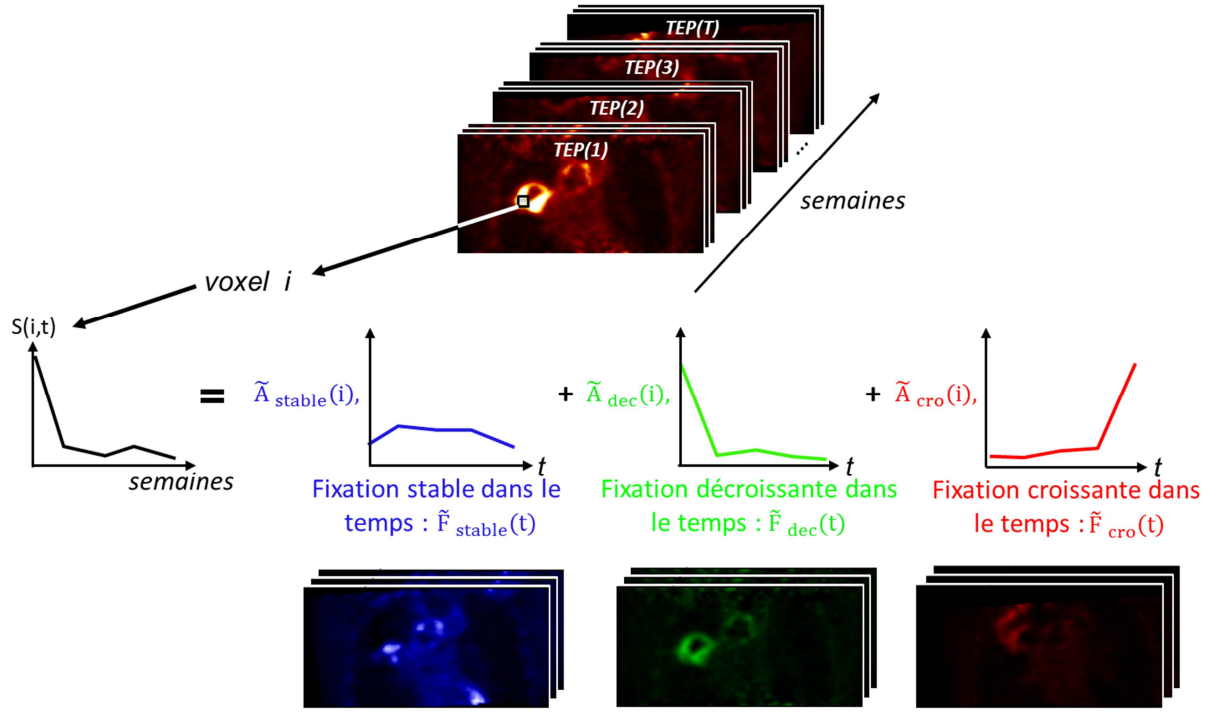 TEP(T)
TEP(3)
TEP(2)
TEP(1)
...
semaines
voxel i
S(i,t)
semaines
=
Ã stable(i),
t
+ Ã dec(i),
t
+ Ã cro(i),
t
Fixation stable dans le
temps : F̃ stable(t)
Fixation décroissante dans
le temps : F̃ dec(t)
Fixation croissante dans
le temps : F̃ cro(t)